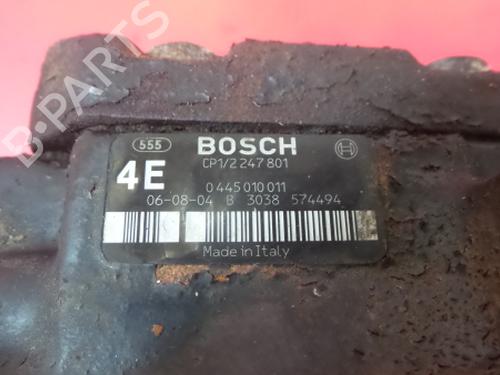 B-PARTS
555 BOSCH
CP1/2 247 801
4E
0 445 010 011
06-08-04 B 3038 574494
Made in Italy